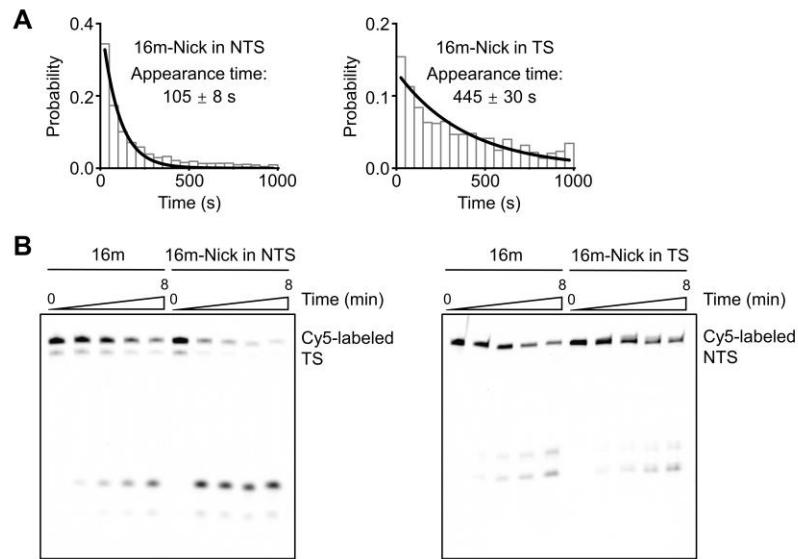 A
16m-Nick in NTS
Appearance time:
105 ± 8 s
Probability
0.4
0.2
0.0
0
500
1000
Time (s)
16m-Nick in TS
Appearance time:
445 ± 30 s
Probability
0.2
0.1
0.0
0
500
1000
Time (s)
B
16m 16m-Nick in NTS
0 8 0 8 Time (min)
Cy5-labeled
TS
16m 16m-Nick in TS
0 8 0 8 Time (min)
Cy5-labeled
NTS